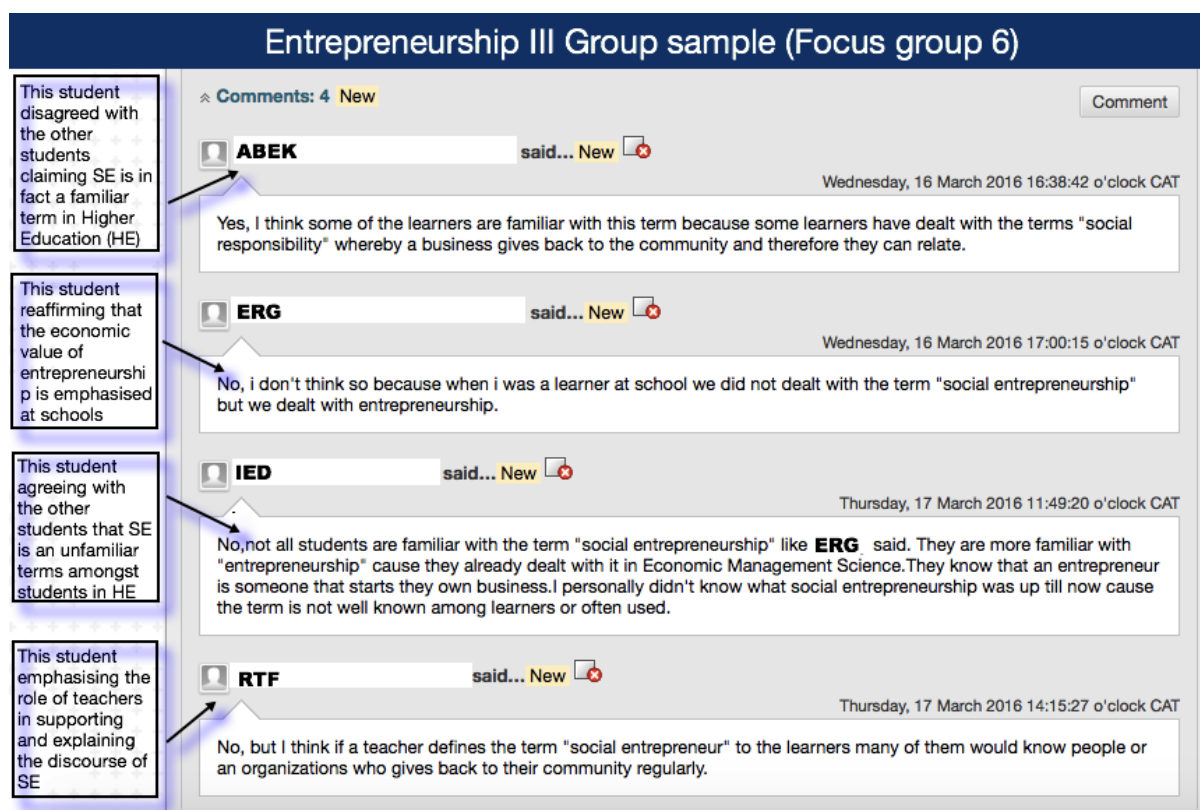 Entrepreneurship III Group sample (Focus group 6)
This student
disagreed with
the other
students
claiming SE is in
fact a familiar
term in Higher
Education (HE)
Comments: 4 New
Comment
ABEK said... New
Wednesday, 16 March 2016 16:38:42 o'clock CAT
Yes, I think some of the learners are familiar with this term because some learners have dealt with the terms "social
responsibility" whereby a business gives back to the community and therefore they can relate.
This student
reaffirming that
the economic
value of
entrepreneurshi
p is emphasised
at schools
ERG said... New
Wednesday, 16 March 2016 17:00:15 o'clock CAT
No, i don't think so because when i was a learner at school we did not dealt with the term "social entrepreneurship"
but we dealt with entrepreneurship.
This student
agreeing with
the other
students that SE
is an unfamiliar
terms amongst
students in HE
IED said... New
Thursday, 17 March 2016 11:49:20 o'clock CAT
No,not all students are familiar with the term "social entrepreneurship" like ERG said. They are more familiar with
"entrepreneurship" cause they already dealt with it in Economic Management Science.They know that an entrepreneur
is someone that starts they own business.I personally didn't know what social entrepreneurship was up till now cause
the term is not well known among learners or often used.
This student
emphasising the
role of teachers
in supporting
and explaining
the discourse of
SE
RTF said... New
Thursday, 17 March 2016 14:15:27 o'clock CAT
No, but I think if a teacher defines the term "social entrepreneur" to the learners many of them would know people or
an organizations who gives back to their community regularly.